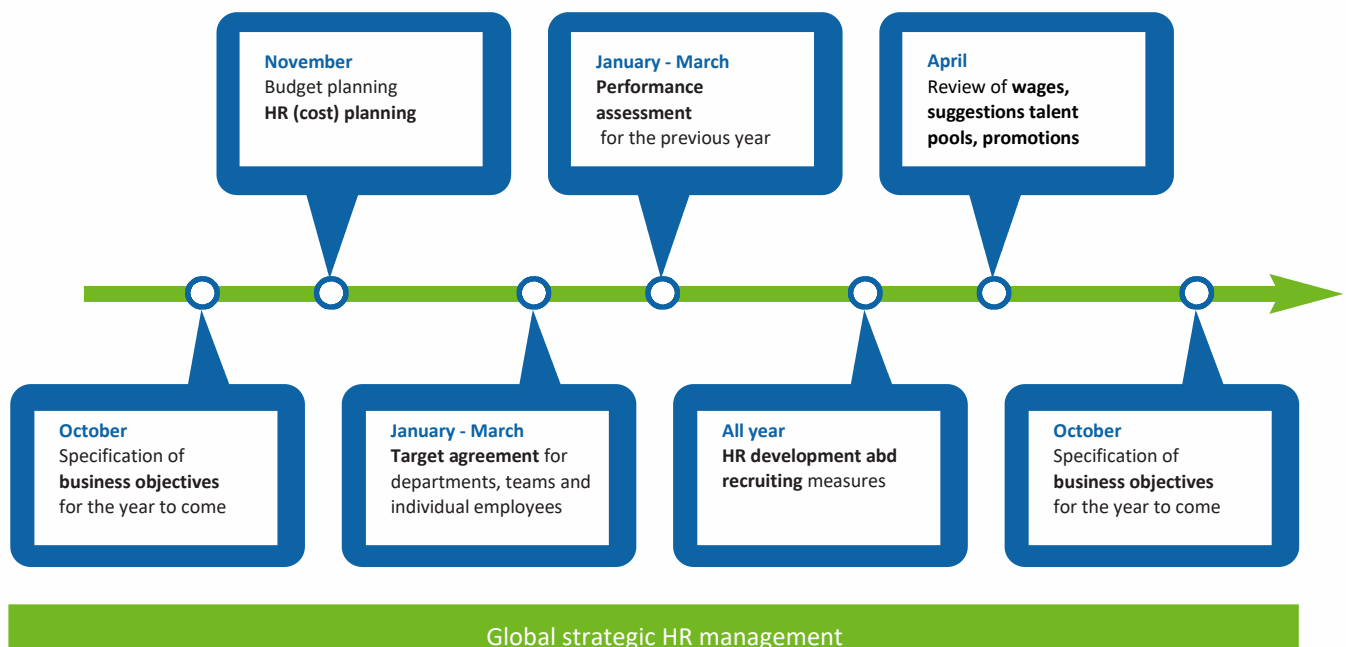 November
Budget planning
HR (cost) planning
January - March
Performance
assessment
for the previous year
April
Review of wages,
suggestions talent
pools, promotions
October
Specification of
business objectives
for the year to come
January - March
Target agreement for
departments, teams and
individual employees
All year
HR development abd
recruiting measures
October
Specification of
business objectives
for the year to come
Global strategic HR management